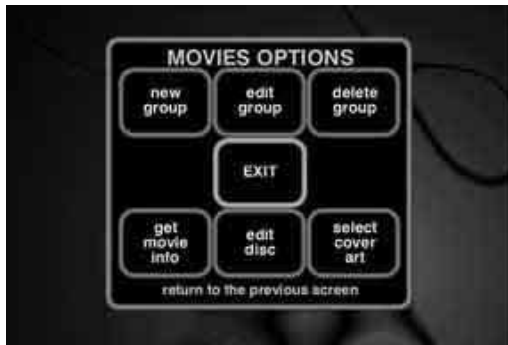 MOVIES OPTIONS
new
group
edit
group
delete
group
EXIT
get
movie
info
edit
disc
select
cover
art
return to the previous screen